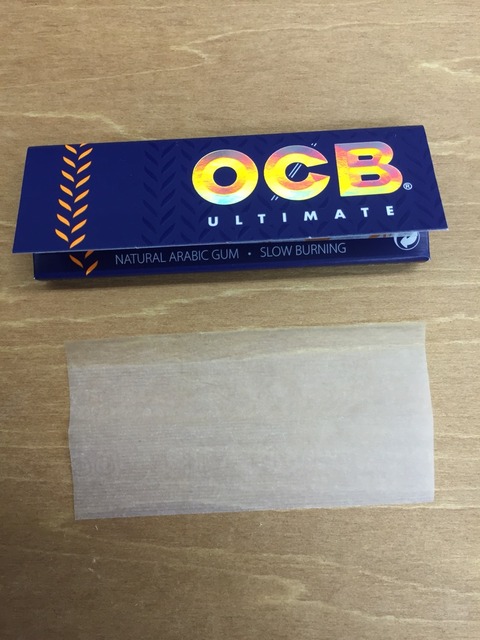 OCB®
ULTIMATE
NATURAL ARABIC GUM • SLOW BURNING